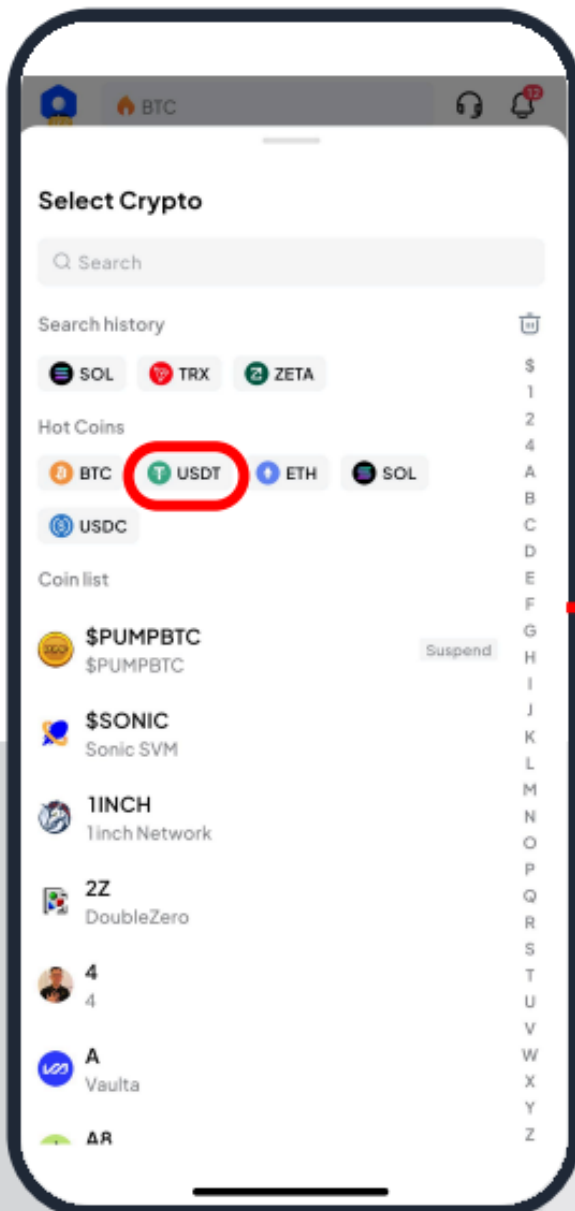 BTC
12
Select Crypto
Search
Search history
SOL TRX ZETA
Hot Coins
BTC USDT ETH SOL
USDC
Coin list
$PUMPBTC
$PUMPBTC
Suspend
$SONIC
Sonic SVM
1INCH
1inch Network
2Z
DoubleZero
4
4
A
Vaulta
A8
$
1
2
4
A
B
C
D
E
F
G
H
I
J
K
L
M
N
O
P
Q
R
S
T
U
V
W
X
Y
Z